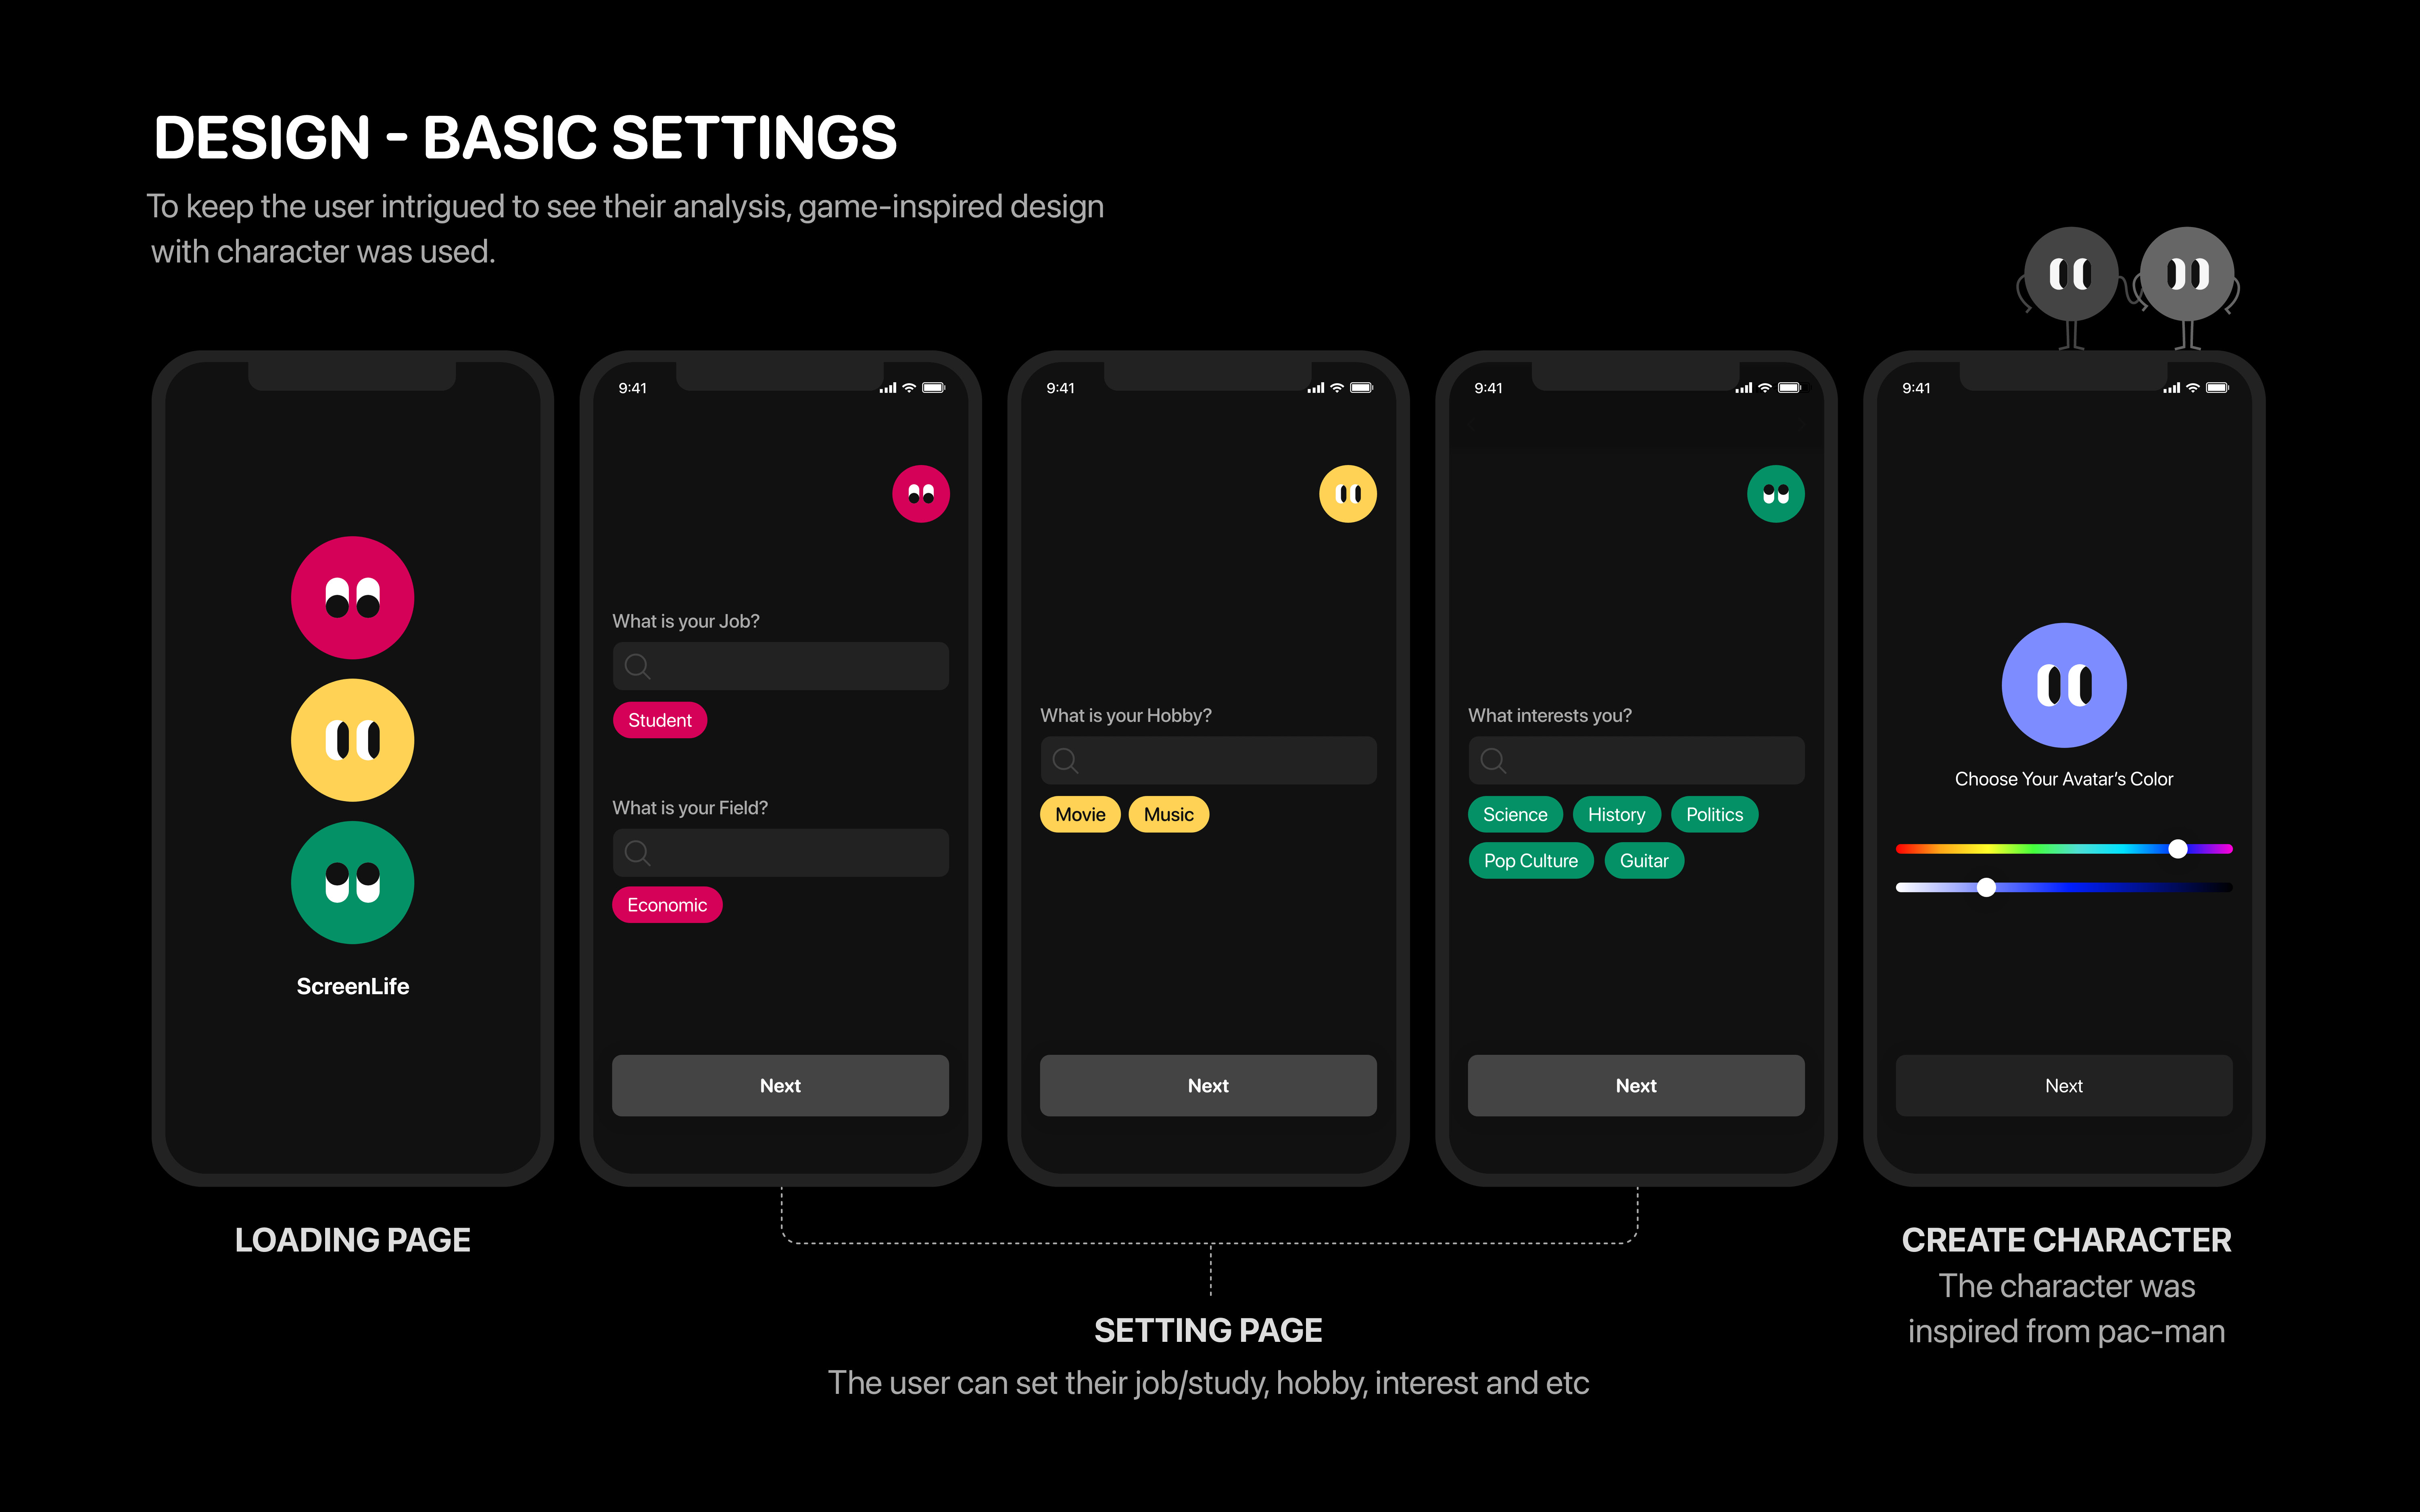 DESIGN - BASIC SETTINGS
To keep the user intrigued to see their analysis, game-inspired design
with character was used.
ScreenLife
LOADING PAGE
9:41
What is your Job?
Student
What is your Field?
Economic
Next
9:41
What is your Hobby?
Movie Music
Next
9:41
What interests you?
Science History Politics
Pop Culture Guitar
Next
SETTING PAGE
The user can set their job/study, hobby, interest and etc
9:41
Choose Your Avatar’s Color
Next
CREATE CHARACTER
The character was
inspired from pac-man